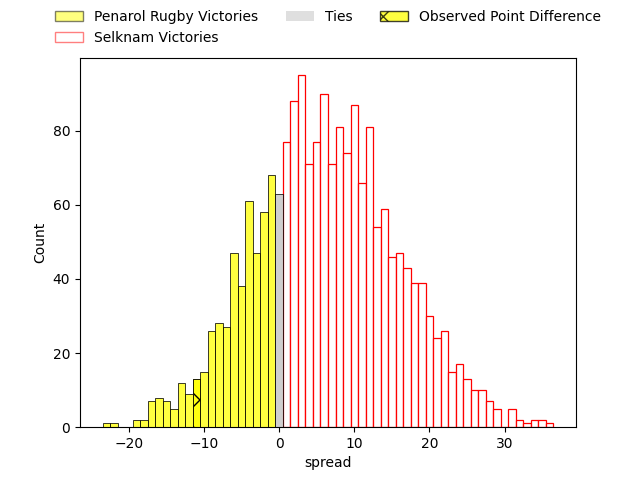 Penarol Rugby Victories
Ties
Observed Point Difference
Selknam Victories
80
60
40
20
0
Count
−20
−10
0
10
20
30
spread